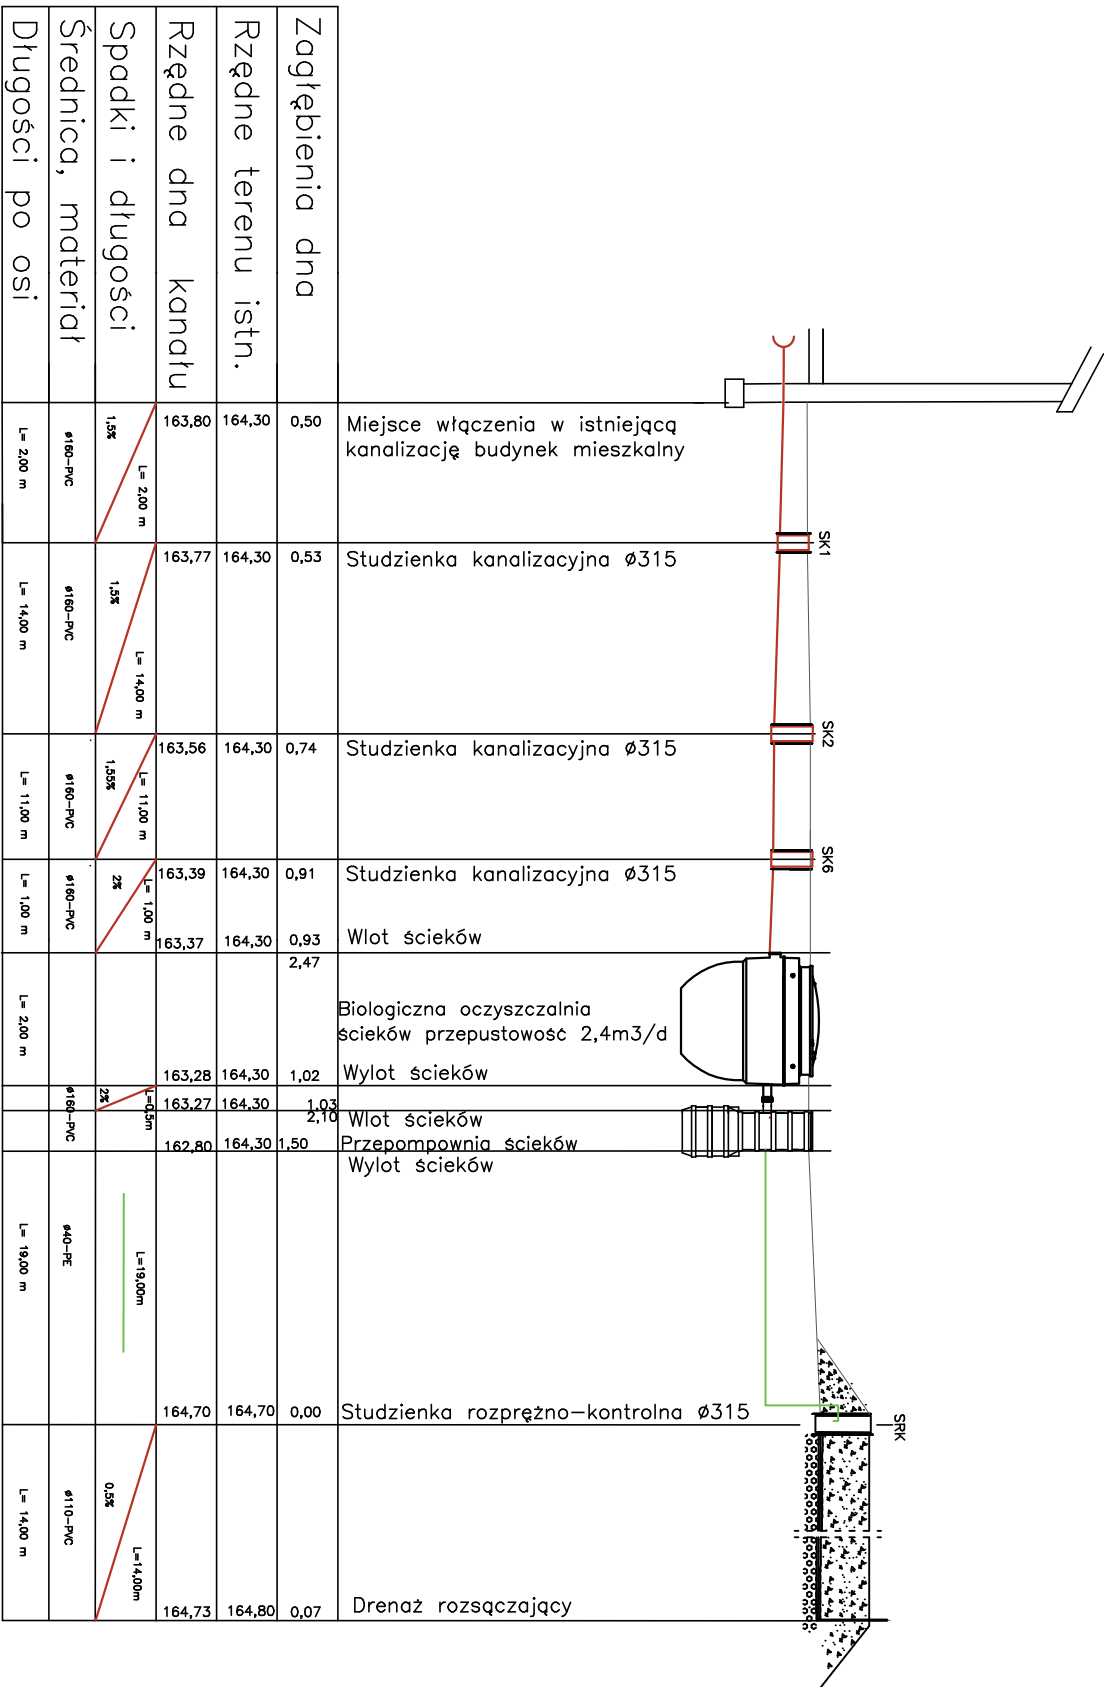 Zagłębienia dna
Rzędne terenu istn.
Rzędne dna kanału
Spadki i długości
Średnica, materiał
Długości po osi
Miejsce włączenia w istniejącą
kanalizację budynek mieszkalny
0,50
164,30
163,80
1,5%
L= 2,00 m
ø160-PVC
L= 2,00 m
SK1
Studzienka kanalizacyjna Ø315
0,53
164,30
163,77
1,5%
L= 14,00 m
ø160-PVC
L= 14,00 m
SK2
Studzienka kanalizacyjna Ø315
0,74
164,30
163,56
1,55%
L= 11,00 m
ø160-PVC
L= 11,00 m
SK6
Studzienka kanalizacyjna Ø315
0,91
164,30
163,39
2%
L= 1,00 m
ø160-PVC
L= 1,00 m
Wlot ścieków
0,93
164,30
163,37
2,47
Biologiczna oczyszczalnia
ścieków przepustowość 2,4m3/d
L= 2,00 m
Wylot ścieków
1,02
164,30
163,28
2%
L=0,5m
ø160-PVC
1,03
164,30
163,27
2,10
Wlot ścieków
Przepompownia ścieków
1,50
164,30
162,80
Wylot ścieków
L=19,00m
ø40-PE
L= 19,00 m
SRK
Studzienka rozprężno-kontrolna Ø315
0,00
164,70
164,70
0,5%
L=14,00m
ø110-PVC
L= 14,00 m
Drenaż rozsączający
0,07
164,80
164,73